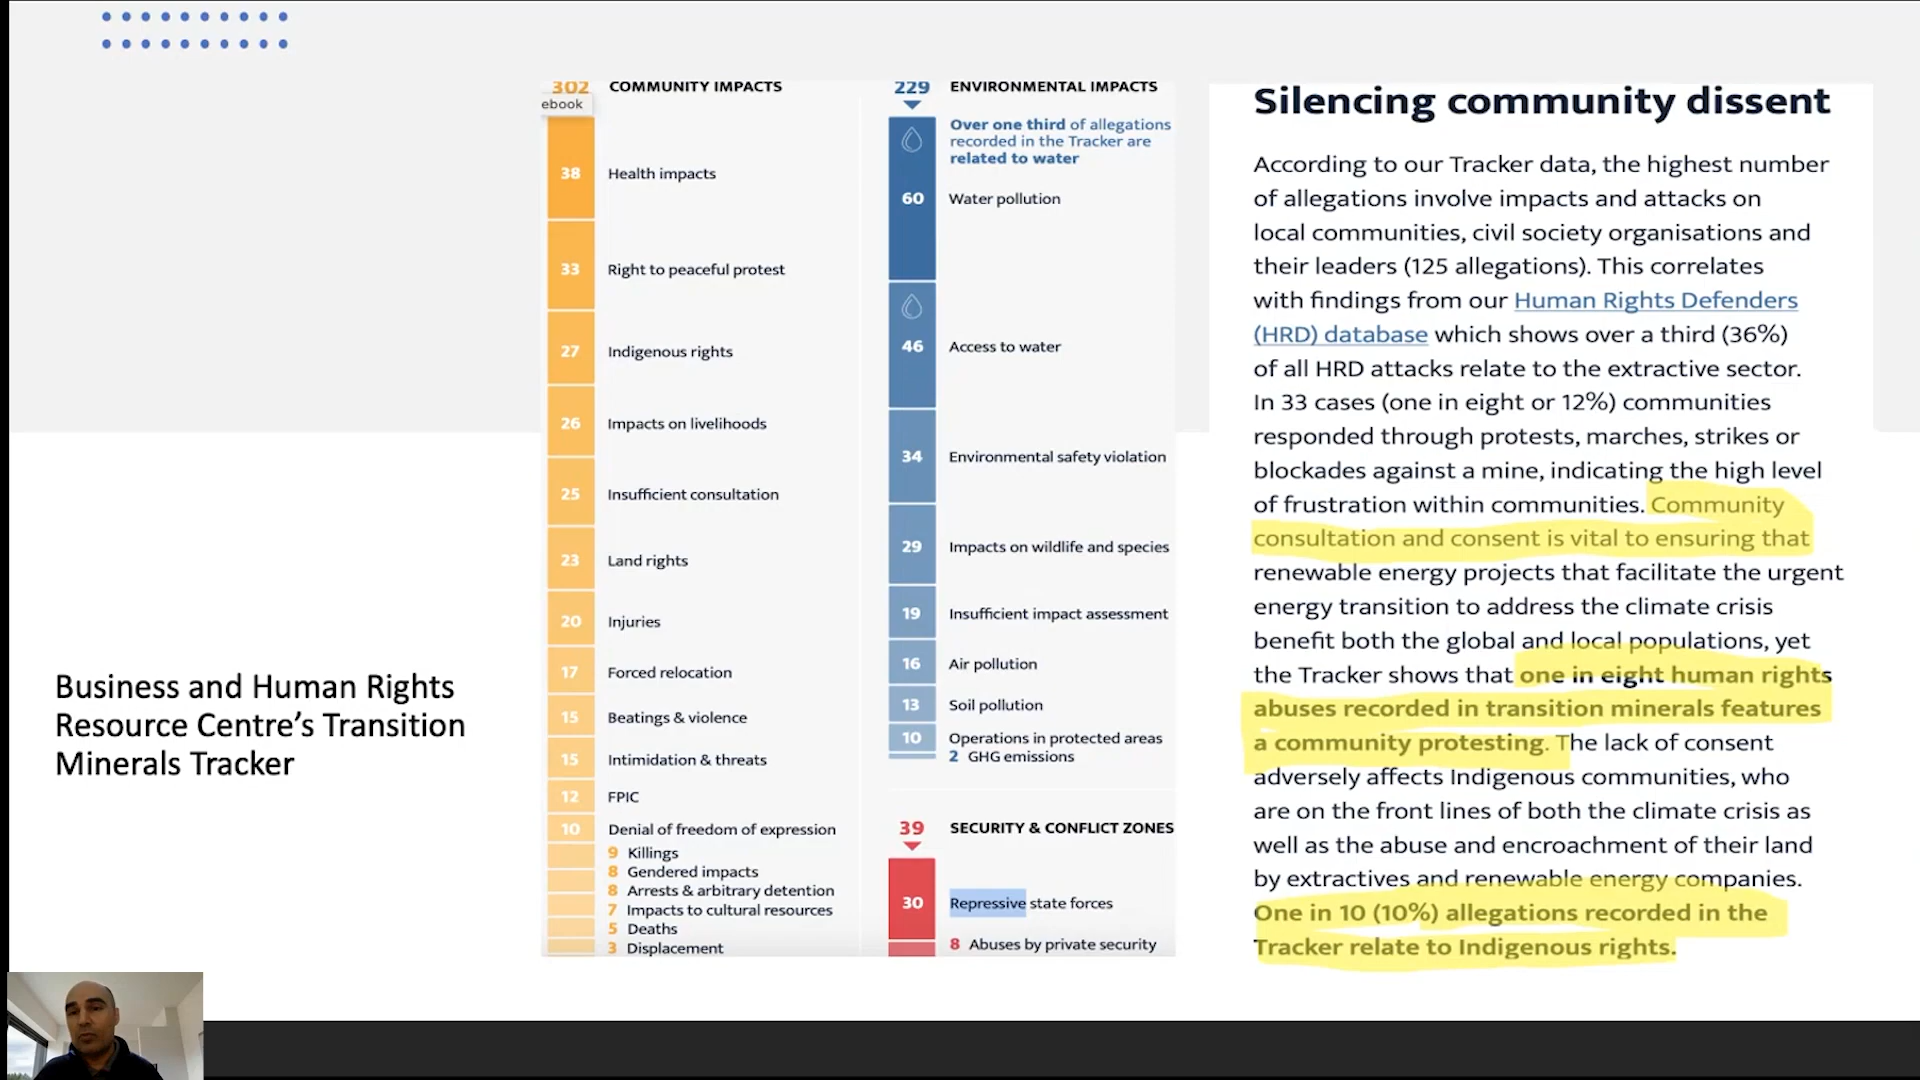 302 COMMUNITY IMPACTS
ebook
38 Health impacts
33 Right to peaceful protest
27 Indigenous rights
26 Impacts on livelihoods
25 Insufficient consultation
23 Land rights
20 Injuries
17 Forced relocation
15 Beatings & violence
15 Intimidation & threats
12 FPIC
10 Denial of freedom of expression
9 Killings
8 Gendered impacts
8 Arrests & arbitrary detention
7 Impacts to cultural resources
5 Deaths
3 Displacement
229 ENVIRONMENTAL IMPACTS
Over one third of allegations
recorded in the Tracker are
related to water
60 Water pollution
46 Access to water
34 Environmental safety violation
29 Impacts on wildlife and species
19 Insufficient impact assessment
16 Air pollution
13 Soil pollution
10 Operations in protected areas
2 GHG emissions
39 SECURITY & CONFLICT ZONES
30 Repressive state forces
8 Abuses by private security
Silencing community dissent
According to our Tracker data, the highest number
of allegations involve impacts and attacks on
local communities, civil society organisations and
their leaders (125 allegations). This correlates
with findings from our Human Rights Defenders
(HRD) database which shows over a third (36%)
of all HRD attacks relate to the extractive sector.
In 33 cases (one in eight or 12%) communities
responded through protests, marches, strikes or
blockades against a mine, indicating the high level
of frustration within communities. Community
consultation and consent is vital to ensuring that
renewable energy projects that facilitate the urgent
energy transition to address the climate crisis
benefit both the global and local populations, yet
the Tracker shows that one in eight human rights
abuses recorded in transition minerals features
a community protesting. The lack of consent
adversely affects Indigenous communities, who
are on the front lines of both the climate crisis as
well as the abuse and encroachment of their land
by extractives and renewable energy companies.
One in 10 (10%) allegations recorded in the
Tracker relate to Indigenous rights.
Business and Human Rights
Resource Centre’s Transition
Minerals Tracker